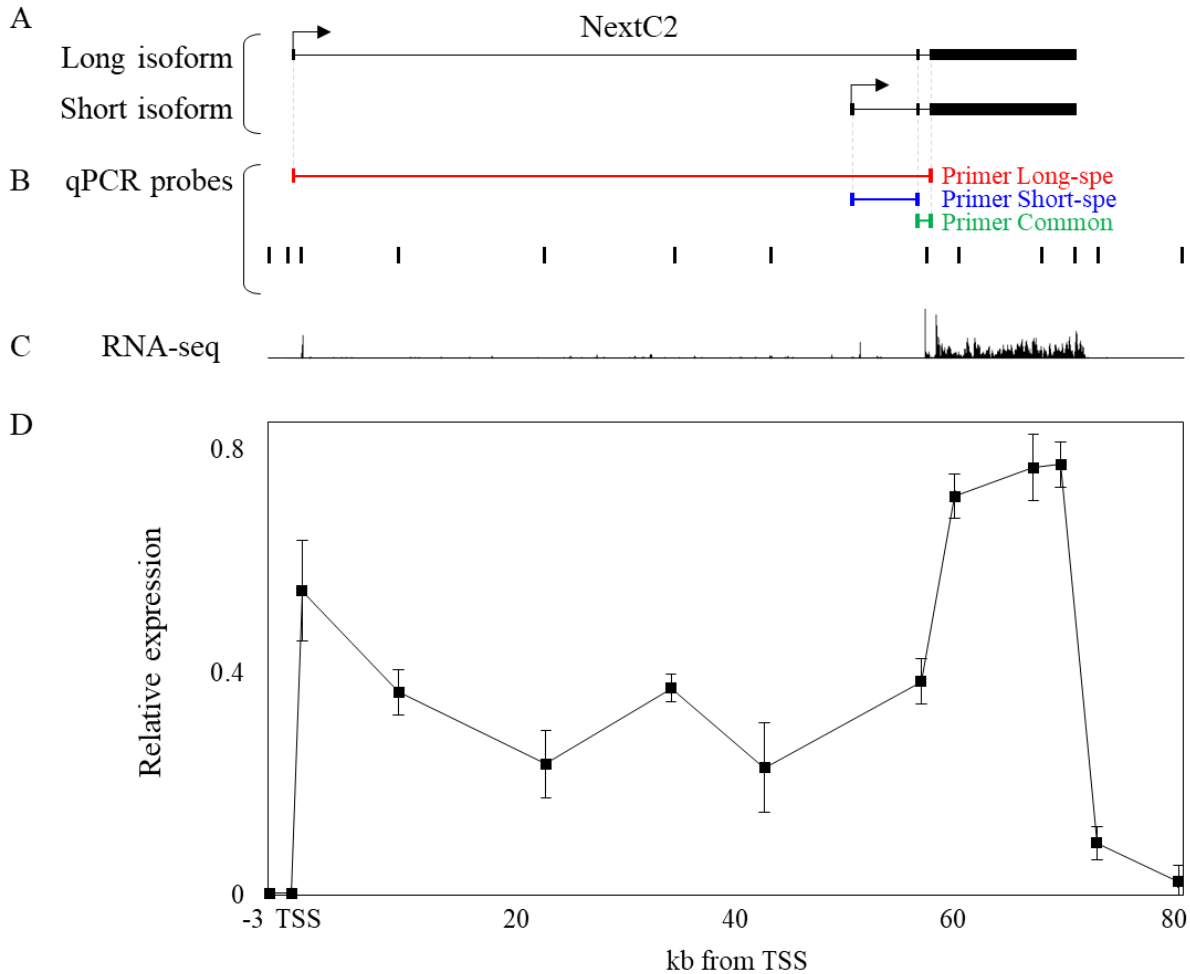 A
NextC2
Long isoform
Short isoform
B
qPCR probes
Primer Long-spe
Primer Short-spe
Primer Common
C
RNA-seq
D
0.8
0.4
0
Relative expression
-3 TSS 20 40 60 80
kb from TSS